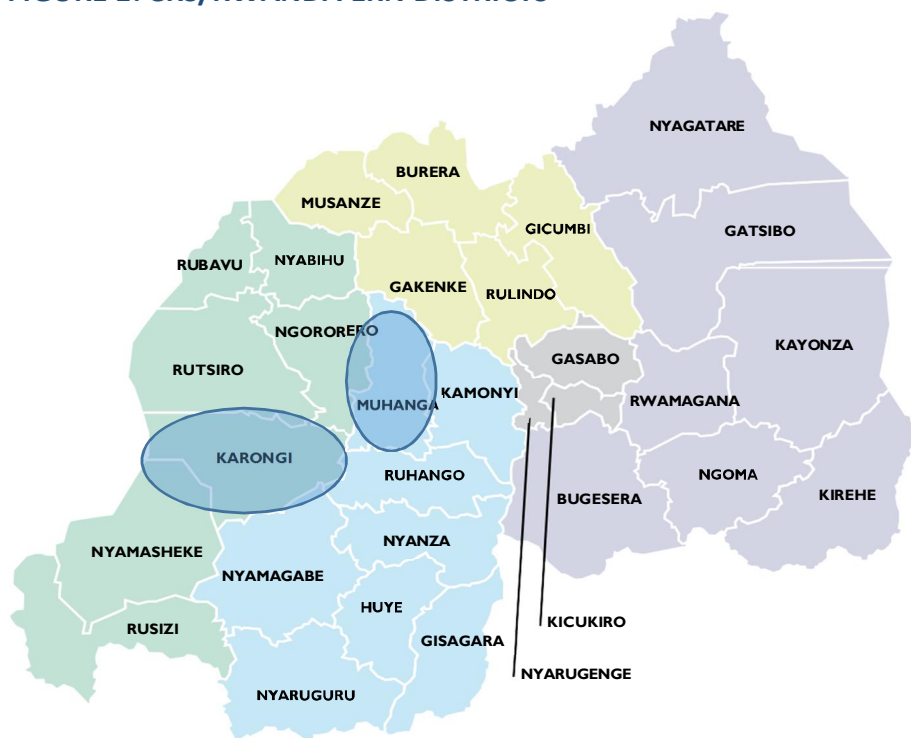 NYAGATARE
BURERA
MUSANZE
GICUMBI
GATSIBO
NYABIHU
RUBAVU
GAKENKE
RULINDO
NGORORERO
KAYONZA
GASABO
RUTSIRO
KAMONYI
RWAMAGANA
MUHANGA
KARONGI
RUHANGO
NGOMA
BUGESERA
KIREHE
NYANZA
NYAMASHEKE
NYAMAGABE
HUYE
KICUKIRO
RUSIZI
GISAGARA
NYARUGENGE
NYARUGURU